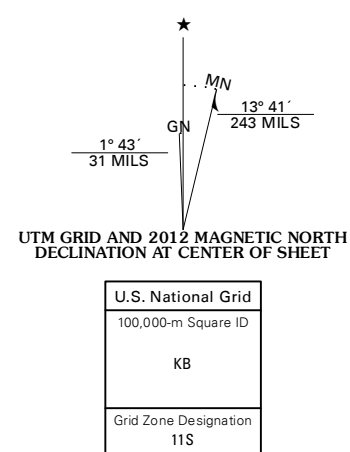 ★
MN
13° 41´
243 MILS
GN
1° 43´
31 MILS
UTM GRID AND 2012 MAGNETIC NORTH
DECLINATION AT CENTER OF SHEET
U.S. National Grid
100,000-m Square ID
KB
Grid Zone Designation
11S